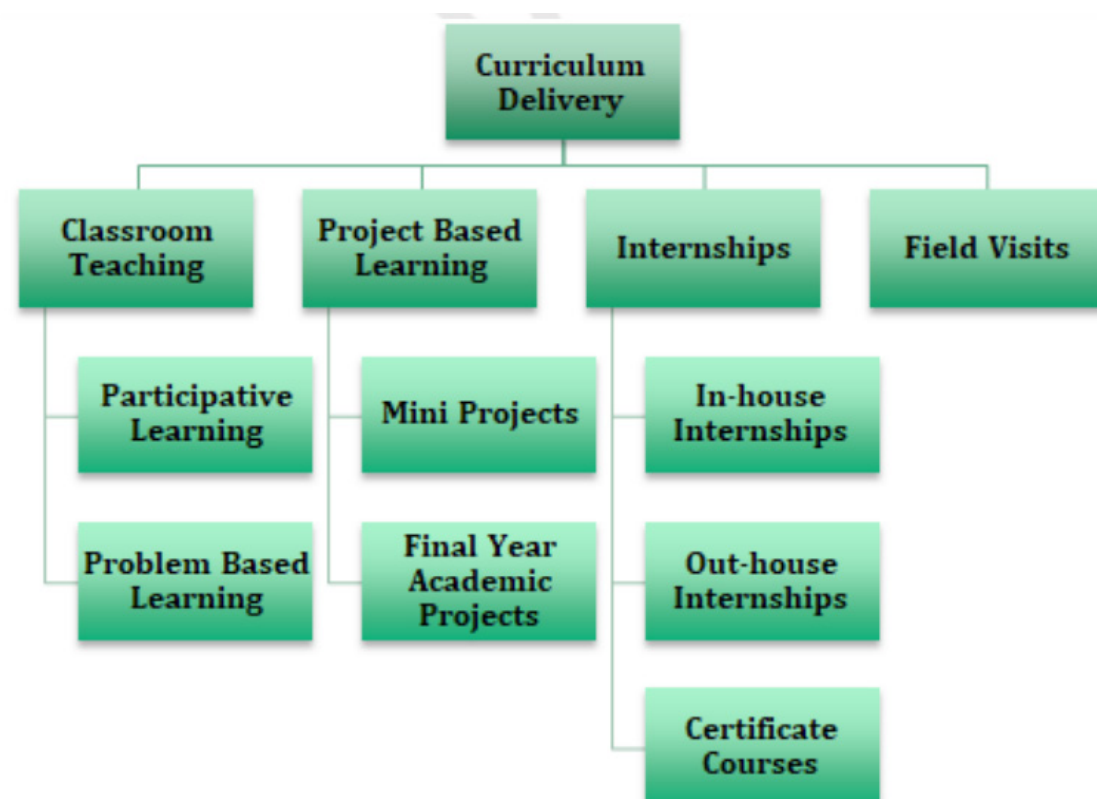 Curriculum
Delivery
Classroom
Teaching
Project Based
Learning
Internships
Field Visits
Participative
Learning
Mini Projects
In-house
Internships
Problem Based
Learning
Final Year
Academic
Projects
Out-house
Internships
Certificate
Courses